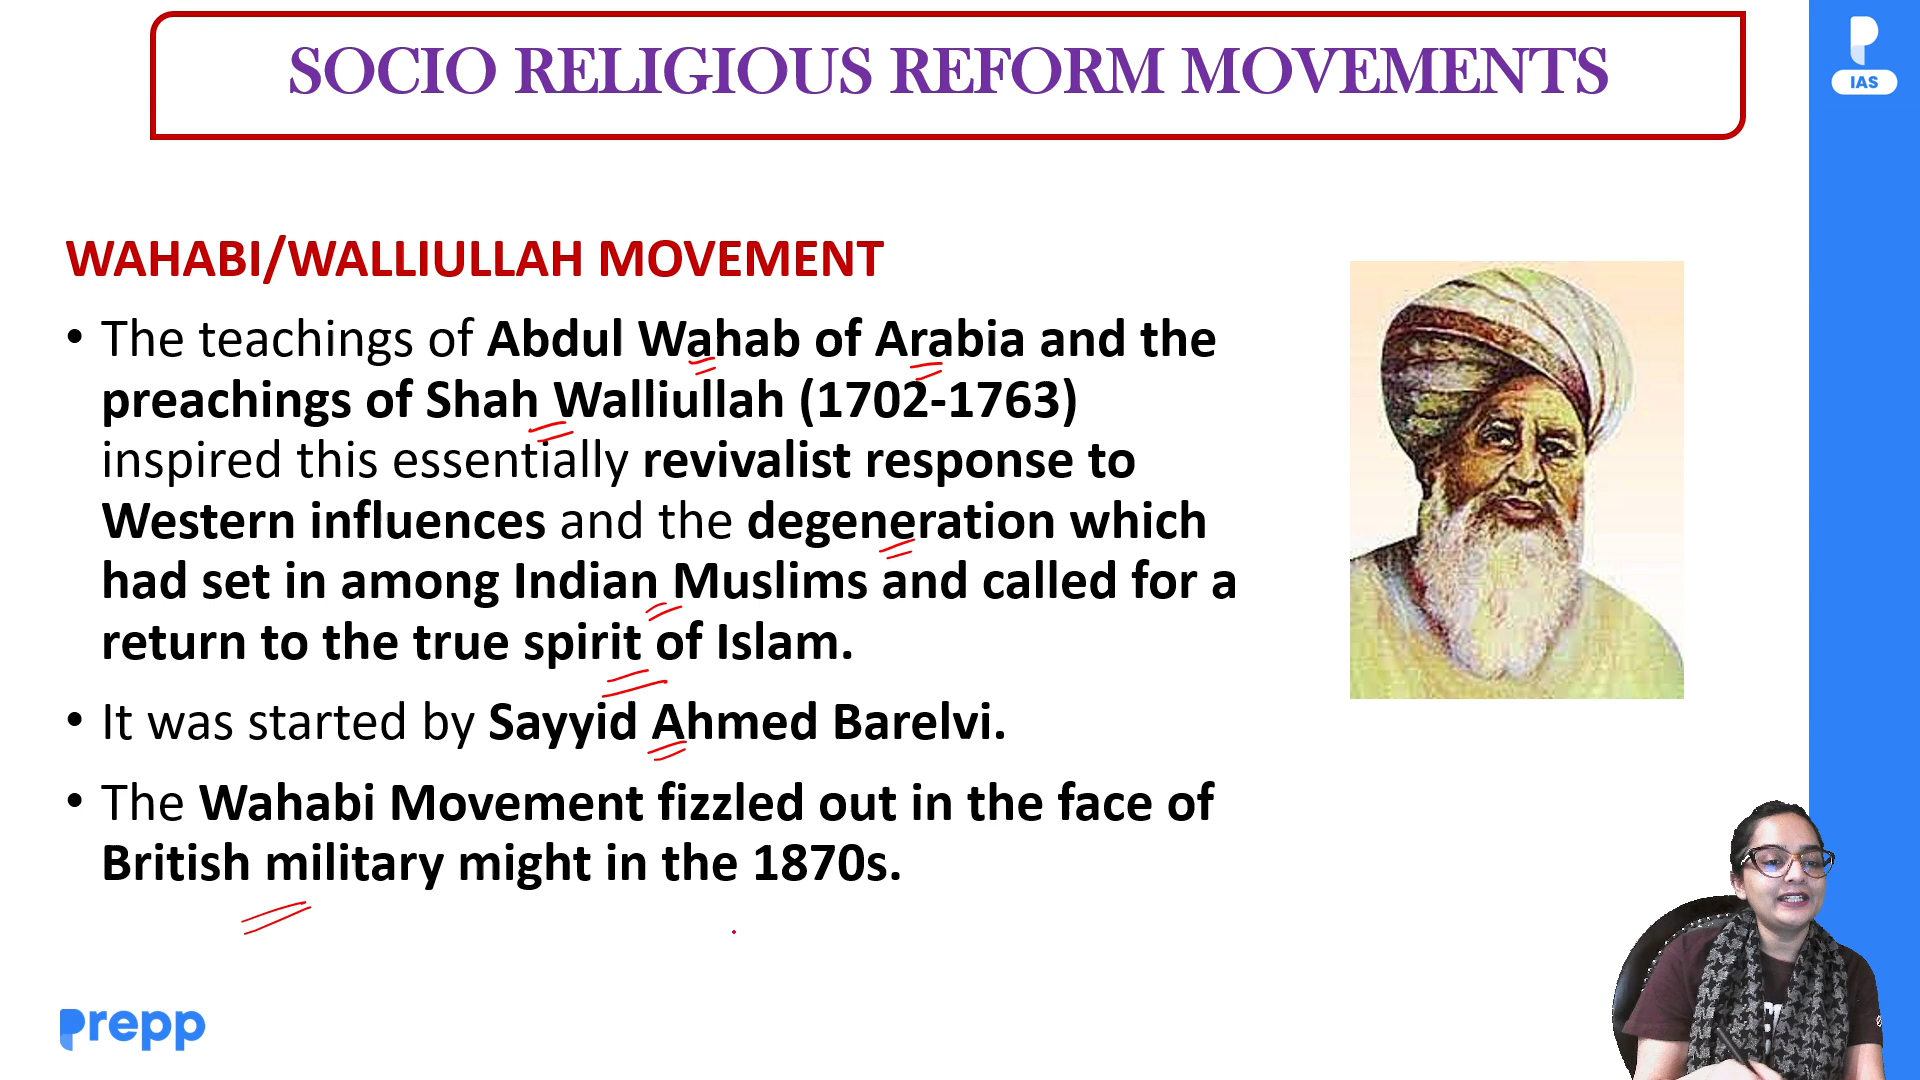 SOCIO RELIGIOUS REFORM MOVEMENTS
IAS
WAHABI/WALLIULLAH MOVEMENT
• The teachings of Abdul Wahab of Arabia and the
preachings of Shah Walliullah (1702-1763)
inspired this essentially revivalist response to
Western influences and the degeneration which
had set in among Indian Muslims and called for a
return to the true spirit of Islam.
• It was started by Sayyid Ahmed Barelvi.
• The Wahabi Movement fizzled out in the face of
British military might in the 1870s.
prepp